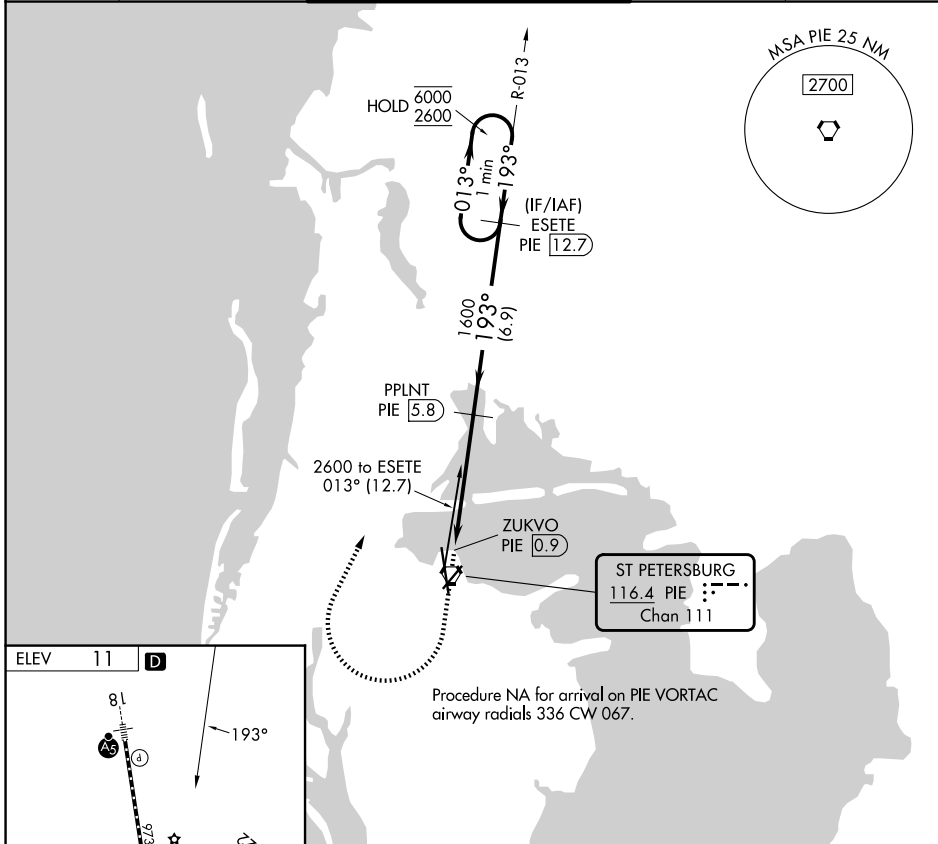 MSA PIE 25 NM
2700
R-013
HOLD 6000
2600
013°
1 min
193°
(IF/IAF)
ESETE
PIE 12.7
1600
193°
(6.9)
PPLNT
PIE 5.8
2600 to ESETE
013° (12.7)
ZUKVO
PIE 0.9
ST PETERSBURG
116.4 PIE
Chan 111
Procedure NA for arrival on PIE VORTAC
airway radials 336 CW 067.
ELEV 11 D
18
A5
P
193°
973
22